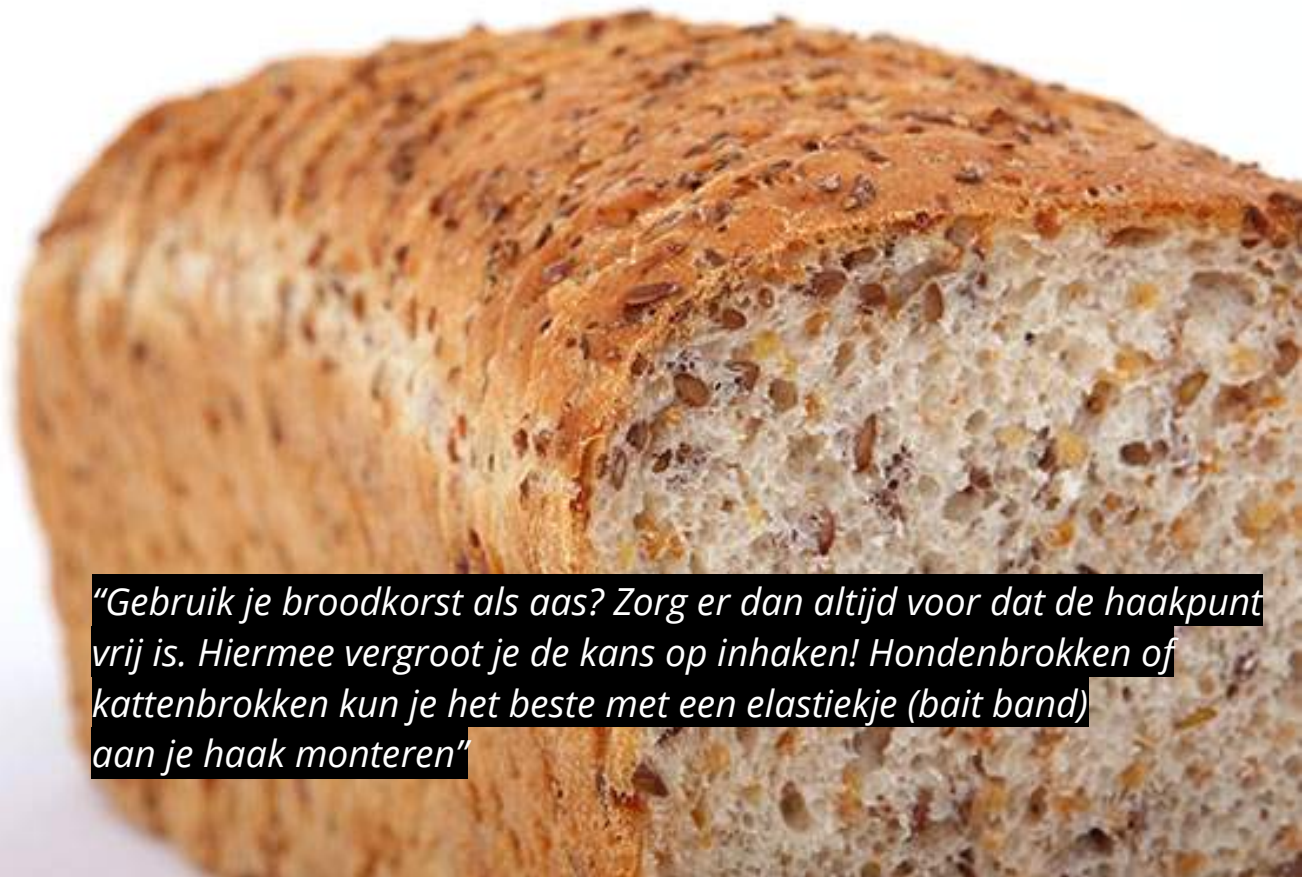 “Gebruik je broodkorst als aas? Zorg er dan altijd voor dat de haakpunt
vrij is. Hiermee vergroot je de kans op inhaken! Hondenbrokken of
kattenbrokken kun je het beste met een elastiekje (bait band)
aan je haak monteren”